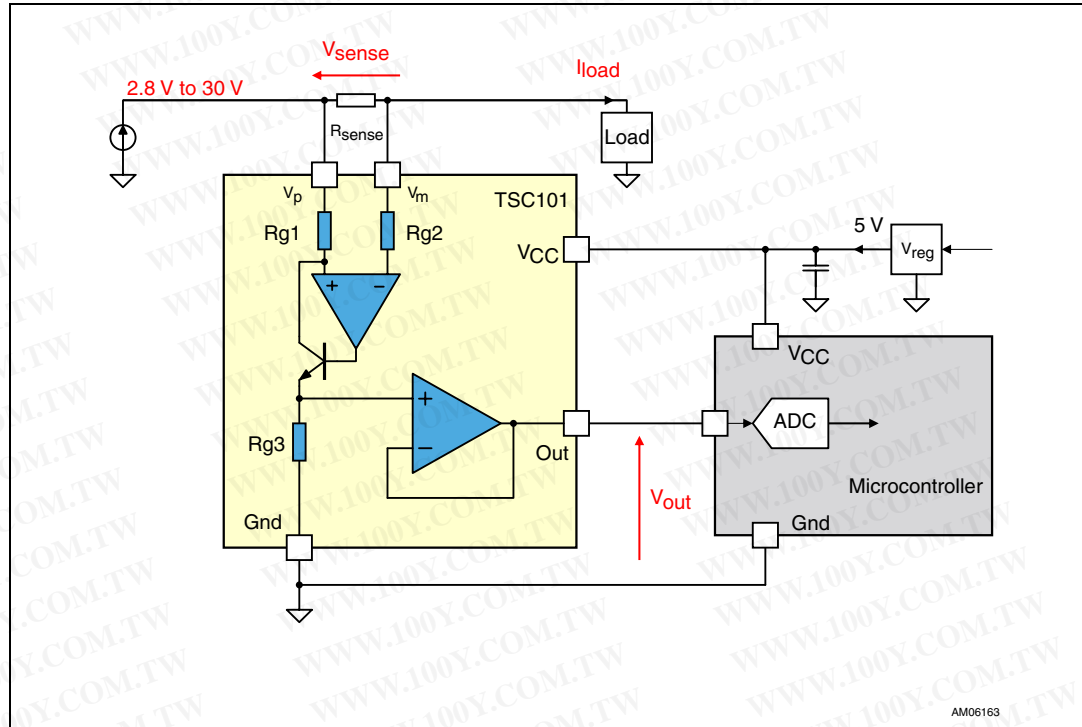 Vsense
Iload
2.8 V to 30 V
Rsense
Load
Vp
Vm
TSC101
Rg1
Rg2
VCC
5 V
Vreg
+
−
VCC
+
−
ADC
Rg3
Out
Microcontroller
Vout
Gnd
Gnd
AM06163
WWW.100Y.COM.TW